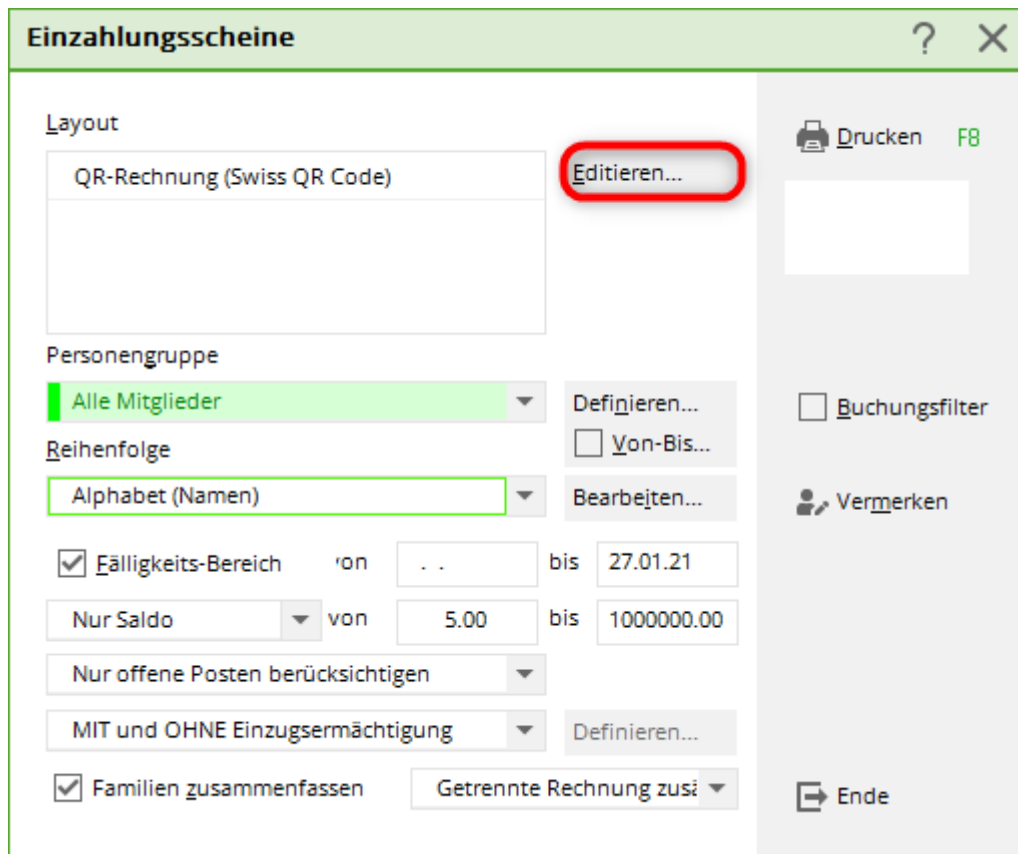 Einzahlungsscheine ?
Layout
QR-Rechnung (Swiss QR Code)
Editieren...
Drucken F8
Personengruppe
Alle Mitglieder
Definieren...
Von-Bis...
Buchungsfilter
Reihenfolge
Alphabet (Namen)
Bearbeiten...
Vermerken
Fälligkeits-Bereich von . . bis 27.01.21
Nur Saldo von 5.00 bis 1000000.00
Nur offene Posten berücksichtigen
MIT und OHNE Einzugsermächtigung
Definieren...
Familien zusammenfassen
Getrennte Rechnung
Ende